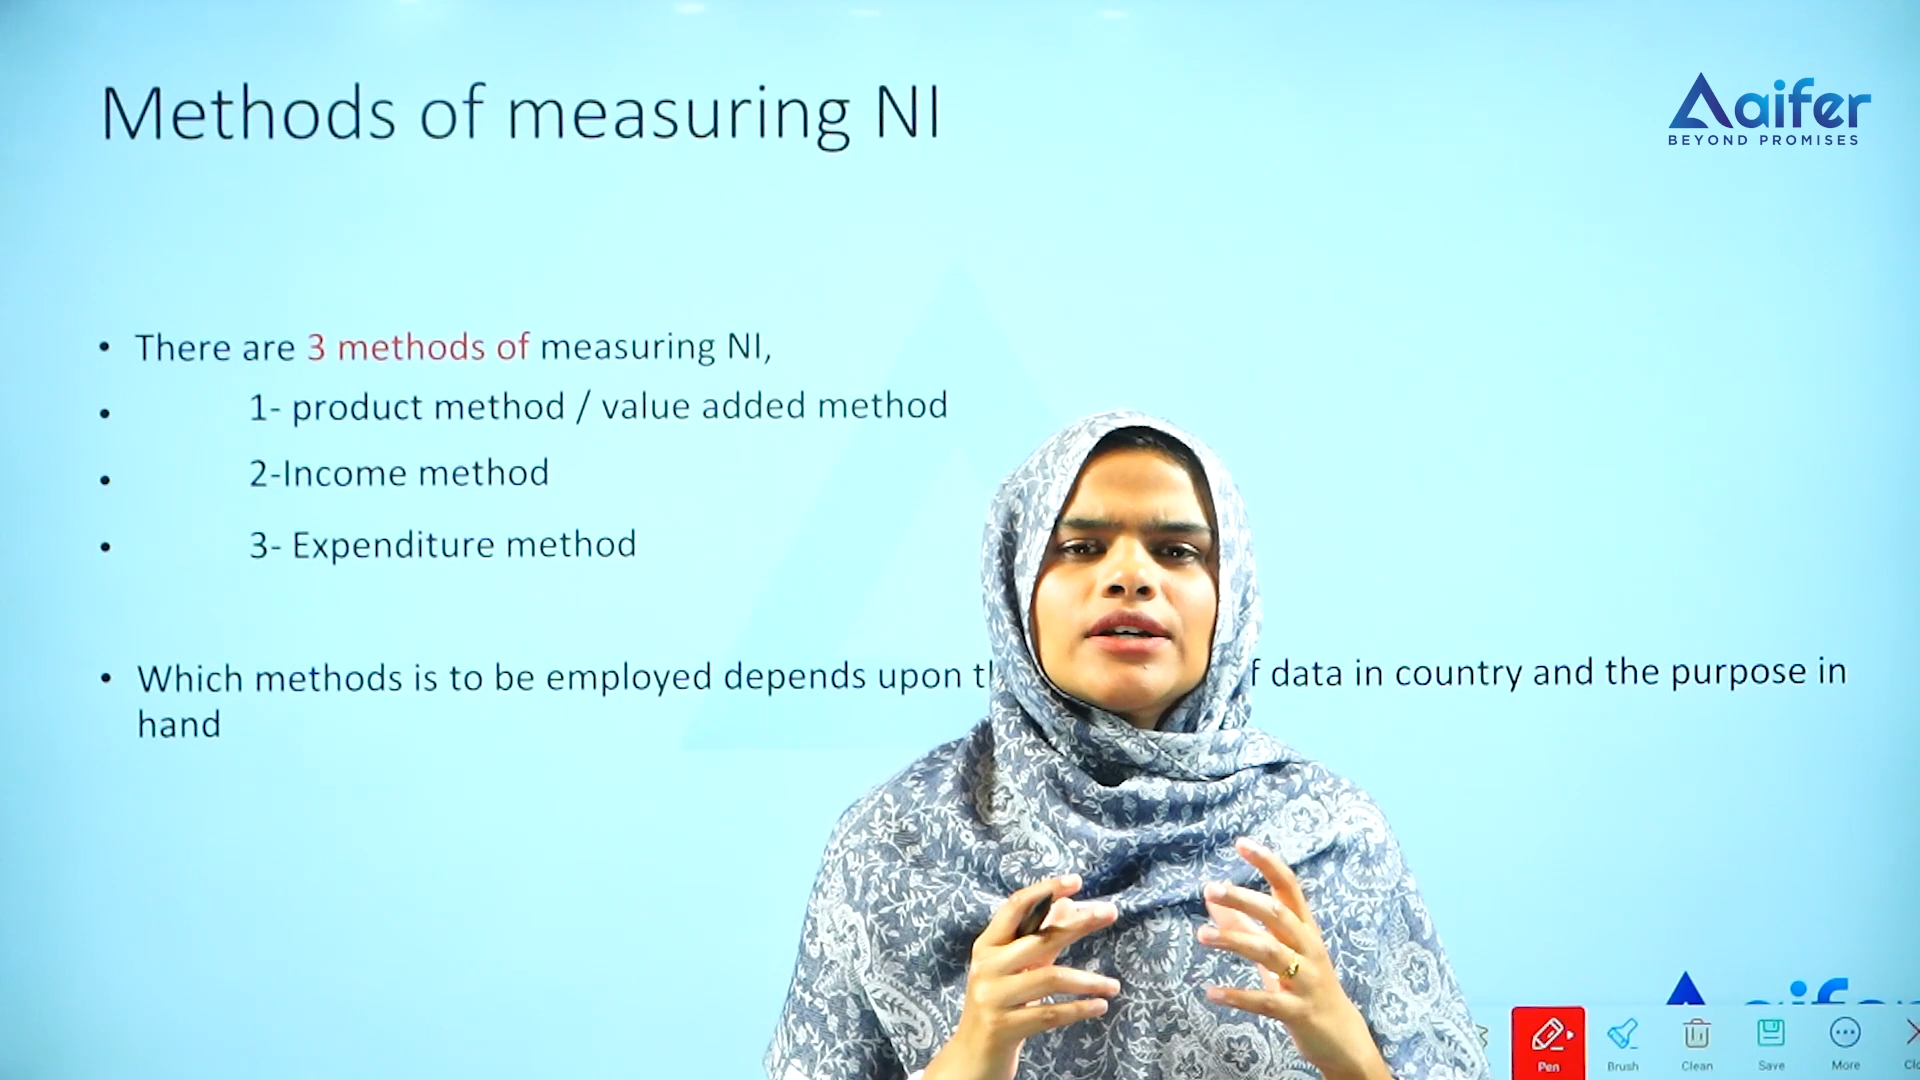 Methods of measuring NI
Aaifer
BEYOND PROMISES
• There are 3 methods of measuring NI,
• 1- product method / value added method
• 2-Income method
• 3- Expenditure method
• Which methods is to be employed depends upon f data in country and the purpose in
hand
Pen
Brush
Clean
Save
More